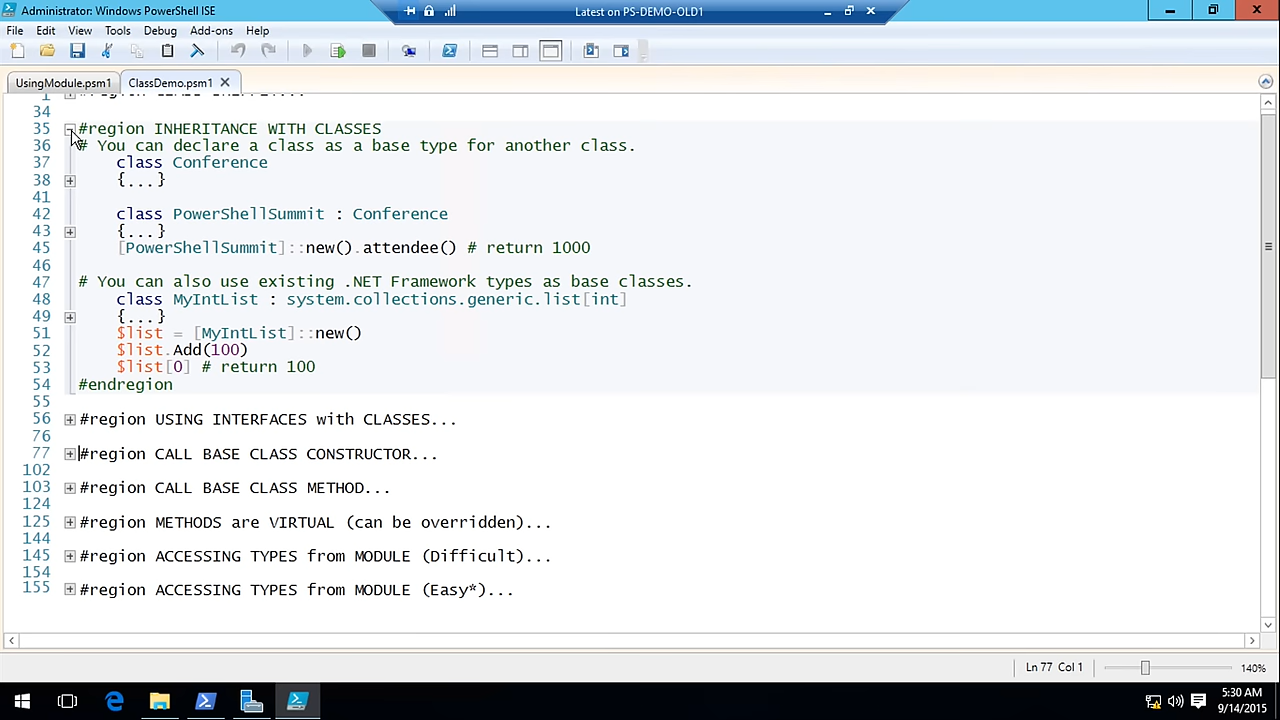 Administrator: Windows PowerShell ISE
Latest on PS-DEMO-OLD1
File Edit View Tools Debug Add-ons Help
UsingModule.psm1 ClassDemo.psm1
34
35 #region INHERITANCE WITH CLASSES
36 # You can declare a class as a base type for another class.
37 class Conference
38 {...}
41
42 class PowerShellSummit : Conference
43 {...}
45 [PowerShellSummit]::new().attendee() # return 1000
46
47 # You can also use existing .NET Framework types as base classes.
48 class MyIntList : system.collections.generic.list[int]
49 {...}
51 $list = [MyIntList]::new()
52 $list.Add(100)
53 $list[0] # return 100
54 #endregion
55
56 #region USING INTERFACES with CLASSES...
76
77 #region CALL BASE CLASS CONSTRUCTOR...
102
103 #region CALL BASE CLASS METHOD...
124
125 #region METHODS are VIRTUAL (can be overridden)...
144
145 #region ACCESSING TYPES from MODULE (Difficult)...
154
155 #region ACCESSING TYPES from MODULE (Easy*)...
Ln 77 Col 1 140%
5:30 AM
9/14/2015